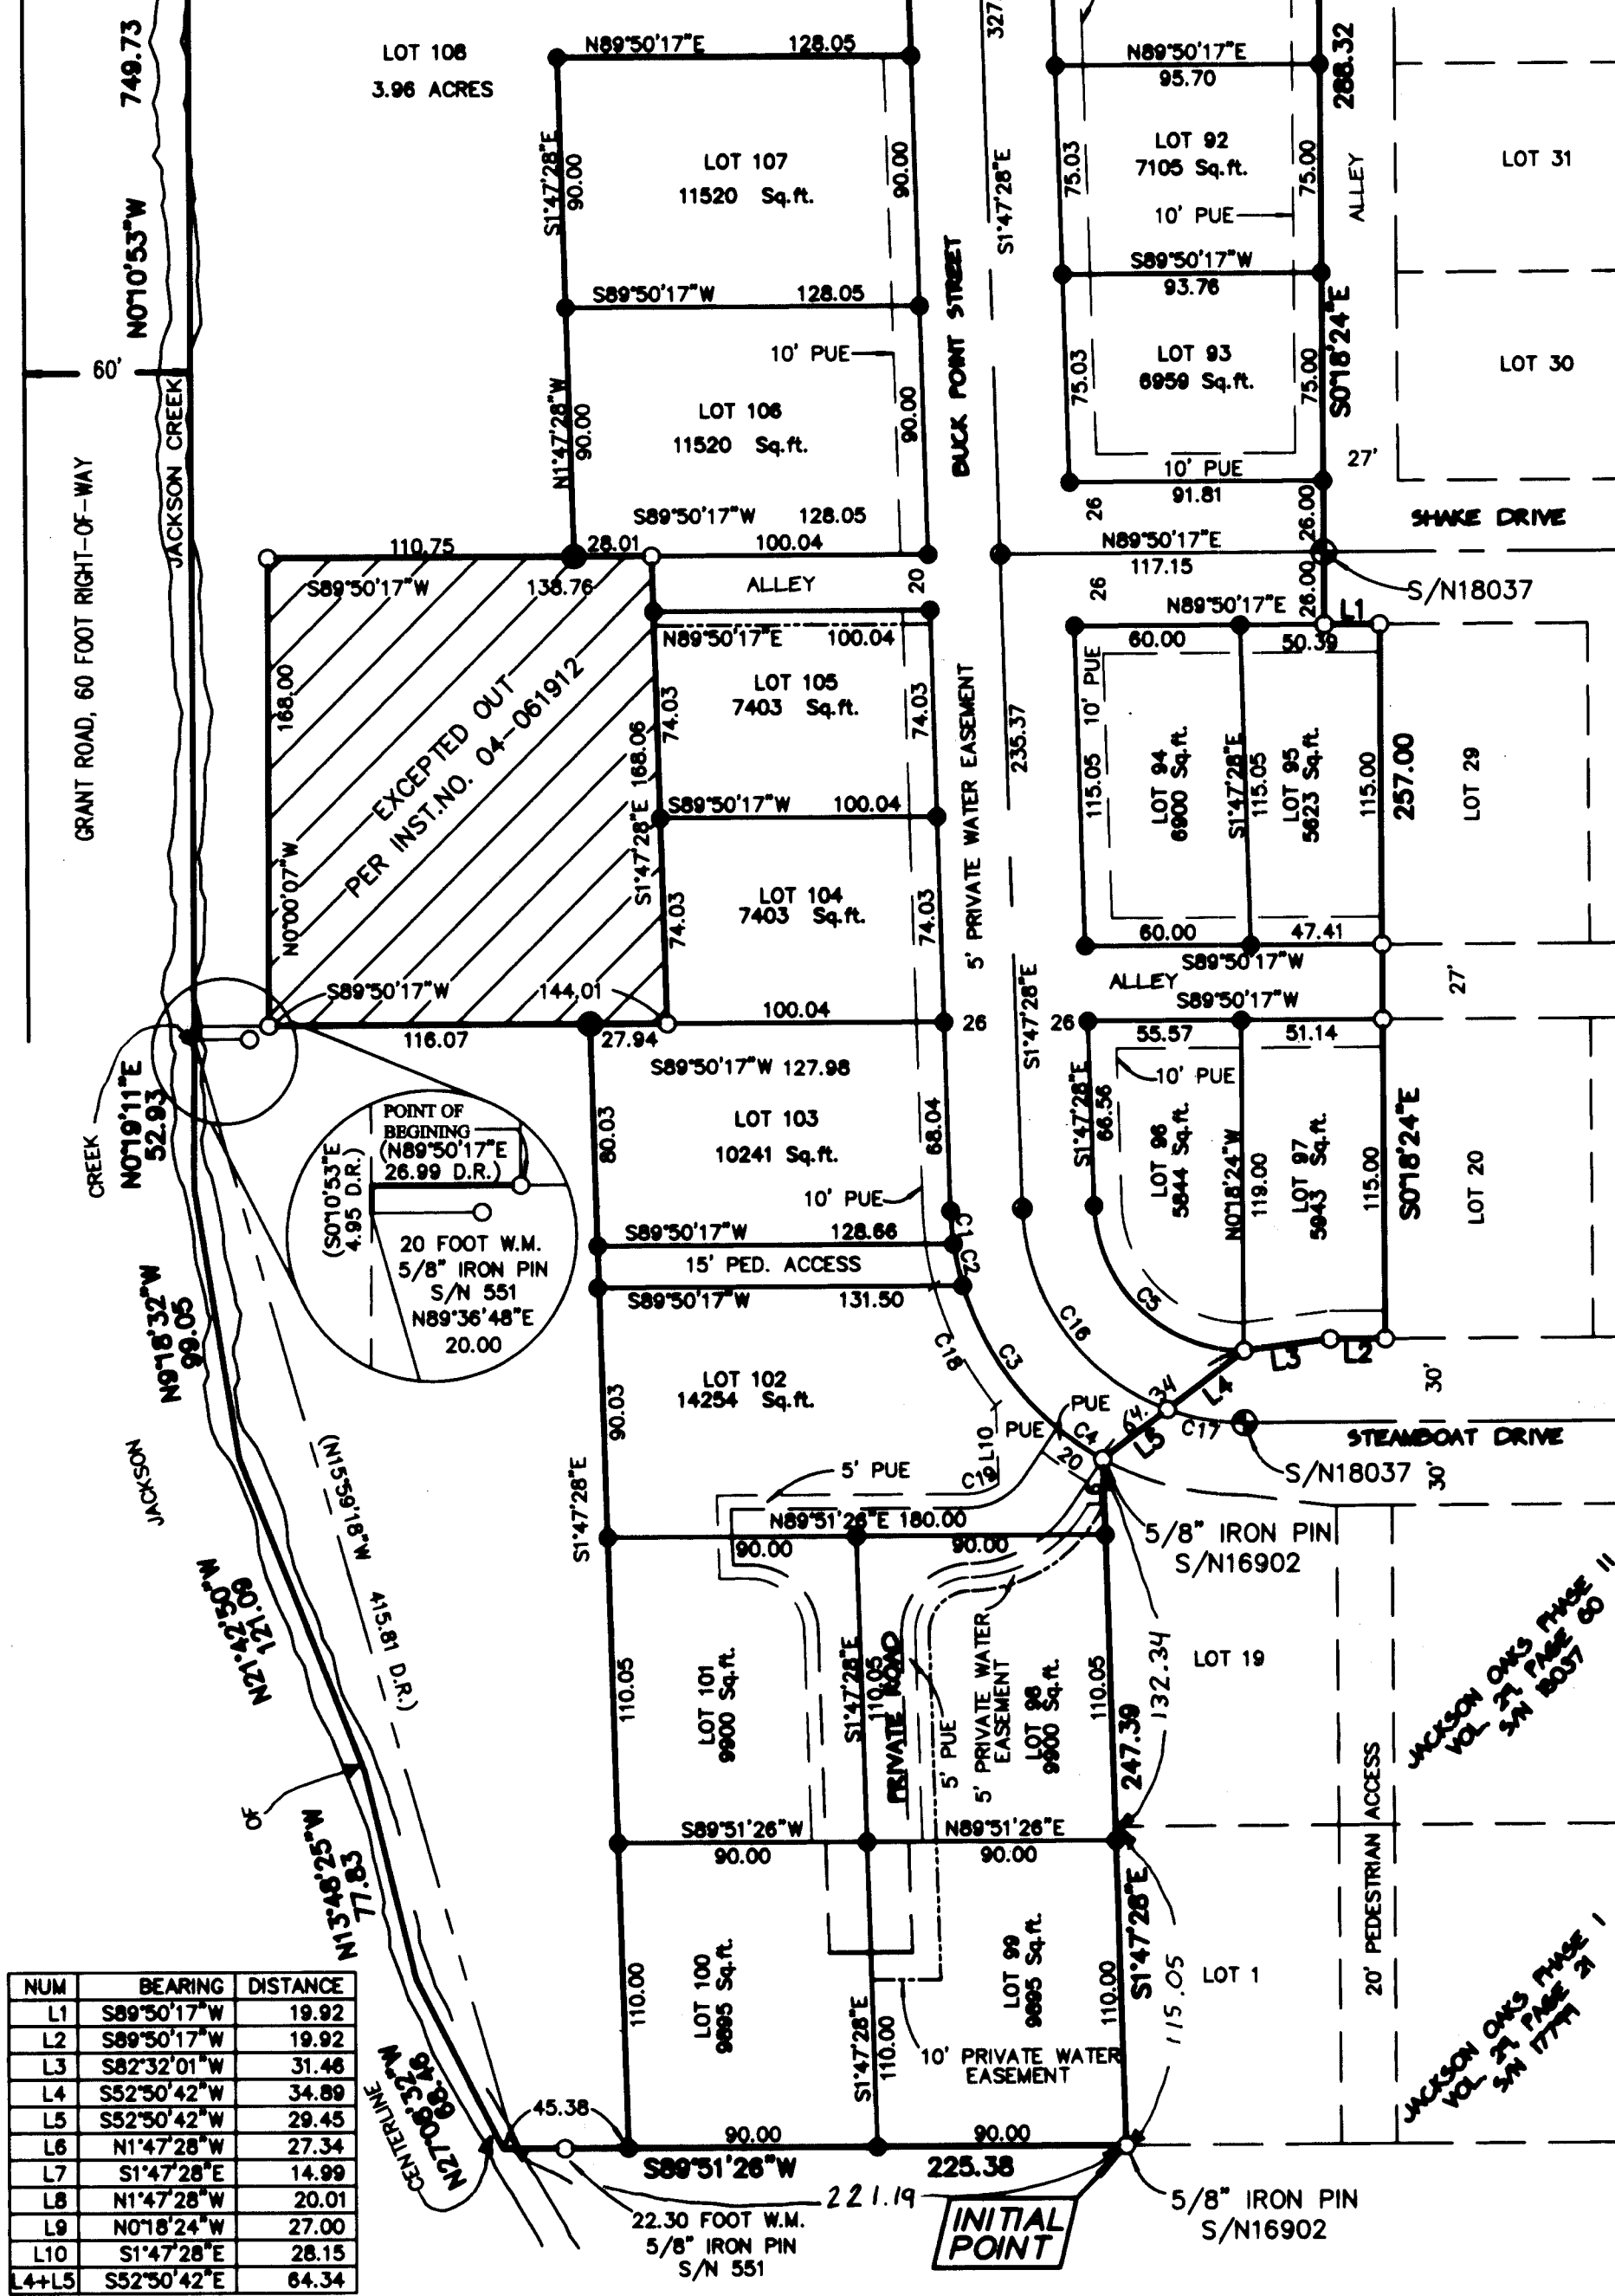 749.73
N0°10'53"W
LOT 108
3.96 ACRES
N89°50'17"E 128.05
S1°47'28"E
90.00
LOT 107
11520 Sq.ft.
90.00
S89°50'17"W 128.05
10' PUE
N1°47'28"W
90.00
LOT 106
11520 Sq.ft.
90.00
S89°50'17"W 128.05
60'
JACKSON CREEK
GRANT ROAD, 60 FOOT RIGHT-OF-WAY
BUCK POINT STREET
327.
S1°47'28"E
N89°50'17"E
95.70
288.32
75.03
LOT 92
7105 Sq.ft.
75.00
ALLEY
10' PUE
LOT 31
S89°50'17"W
93.76
75.03
LOT 93
6959 Sq.ft.
75.00
S0°18'24"E
LOT 30
10' PUE
91.81
27'
26
26.00
SHAKE DRIVE
N89°50'17"E
117.15
S/N18037
26
26.00
110.75
28.01
100.04
S89°50'17"W
138.76
ALLEY
20
N89°50'17"E 100.04
168.00
N0°00'07"W
EXCEPTED OUT
PER INST.NO. 04-061912
S1°47'28"E 168.06
74.03
LOT 105
7403 Sq.ft.
74.03
S89°50'17"W 100.04
74.03
LOT 104
7403 Sq.ft.
74.03
5' PRIVATE WATER EASEMENT
235.37
S1°47'28"E
N89°50'17"E
L1
60.00
50.39
10' PUE
115.05
LOT 94
6900 Sq.ft.
S1°47'28"E
115.05
LOT 95
5623 Sq.ft.
115.00
257.00
LOT 29
60.00
47.41
S89°50'17"W
ALLEY
27'
S89°50'17"W
26
26
55.57
51.14
10' PUE
S1°47'28"E
66.56
LOT 96
5844 Sq.ft.
N0°18'24"W
119.00
LOT 97
5943 Sq.ft.
115.00
S0°18'24"E
LOT 20
S89°50'17"W
144.01
100.04
116.07
27.94
S89°50'17"W 127.98
80.03
LOT 103
10241 Sq.ft.
68.04
10' PUE
C1
S89°50'17"W 128.66
15' PED. ACCESS
C2
S89°50'17"W 131.50
CREEK
N0°19'11"E
52.93
POINT OF
BEGINING
(N89°50'17"E
26.99 D.R.)
(S0°10'53"E
4.95 D.R.)
20 FOOT W.M.
5/8" IRON PIN
S/N 551
N89°36'48"E
20.00
N9°18'32"W
99.05
C16
C5
C18
C3
L3
L2
L4
64.34
L5
C17
30'
STEAMBOAT DRIVE
S/N18037
30'
90.03
LOT 102
14254 Sq.ft.
PUE
PUE
C4
20
L10
C19
5' PUE
S1°47'28"E
N89°51'26"E 180.00
90.00
90.00
5/8" IRON PIN
S/N16902
JACKSON
(N15°59'18"W 415.81 D.R.)
N21°42'50"W
121.09
OF
N13°48'25"W
77.83
110.05
LOT 101
9900 Sq.ft.
S1°47'28"E
110.05
PRIVATE ROAD
5' PUE
5' PRIVATE WATER
EASEMENT
LOT 98
9900 Sq.ft.
110.05
247.39
132.34
LOT 19
JACKSON OAKS PHASE II
VOL 29, PAGE 60
S/N 18037
S89°51'26"W
90.00
N89°51'26"E
90.00
20' PEDESTRIAN ACCESS
110.00
LOT 100
9895 Sq.ft.
S1°47'28"E
110.00
LOT 99
9895 Sq.ft.
110.00
S1°47'28"E
115.05
LOT 1
10' PRIVATE WATER
EASEMENT
JACKSON OAKS PHASE I
VOL 29, PAGE 21
S/N 17799
N27°08'32"W
68.46
CENTERLINE
45.38
90.00
90.00
S89°51'26"W
225.38
221.19
22.30 FOOT W.M.
5/8" IRON PIN
S/N 551
INITIAL
POINT
5/8" IRON PIN
S/N16902
NUM BEARING DISTANCE
L1 S89°50'17"W 19.92
L2 S89°50'17"W 19.92
L3 S82°32'01"W 31.46
L4 S52°50'42"W 34.89
L5 S52°50'42"W 29.45
L6 N1°47'28"W 27.34
L7 S1°47'28"E 14.99
L8 N1°47'28"W 20.01
L9 N0°18'24"W 27.00
L10 S1°47'28"E 28.15
L4+L5 S52°50'42"E 64.34